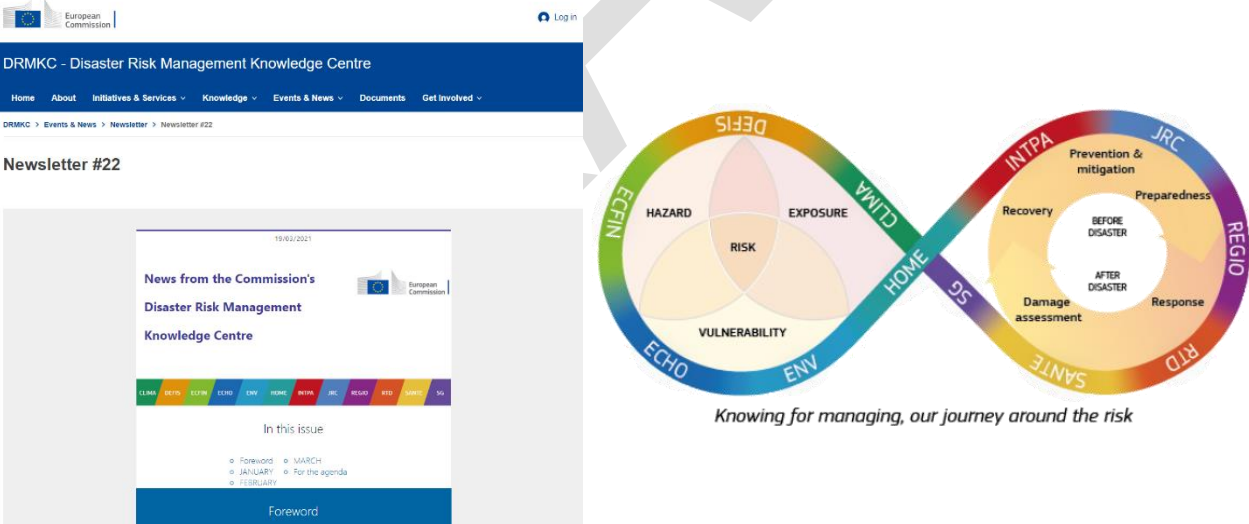 European
Commission
Log in
DRMKC - Disaster Risk Management Knowledge Centre
Home About Initiatives & Services Knowledge Events & News Documents Get Involved
DRMKC > Events & News > Newsletter > Newsletter #22
Newsletter #22
19/03/2021
News from the Commission's
Disaster Risk Management
Knowledge Centre
European
Commission
CLIMA DEFIS ECFIN ECHO ENV HOME INTPA JRC REGIO RTD SANTE SG
In this issue
Foreword
JANUARY
FEBRUARY
MARCH
For the agenda
Foreword
DEFIS
ECFIN
CLIMA
HAZARD
EXPOSURE
RISK
VULNERABILITY
ECHO
ENV
HOME
SG
INTPA
JRC
REGIO
RTD
SANTE
Prevention &
mitigation
Preparedness
Recovery
BEFORE
DISASTER
AFTER
DISASTER
Damage
assessment
Response
Knowing for managing, our journey around the risk